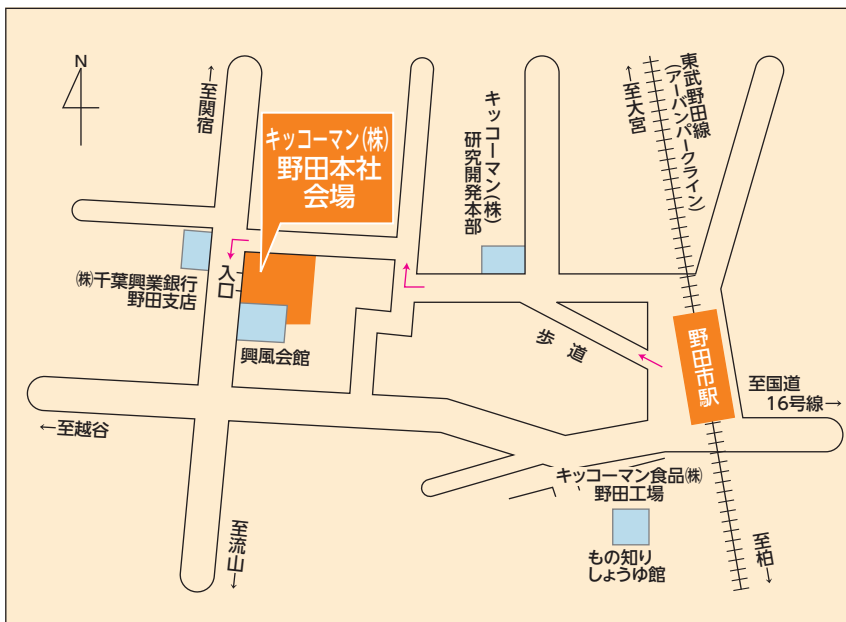 N
←至関宿
キッコーマン(株)
野田本社
会場
キッコーマン(株)
研究開発本部
←至大宮
東武野田線
(アーバンパークライン)
㈱千葉興業銀行
野田支店
入口
興風会館
歩道
野田市駅
至国道
16号線→
←至越谷
キッコーマン食品㈱
野田工場
もの知り
しょうゆ館
至流山→
至柏→